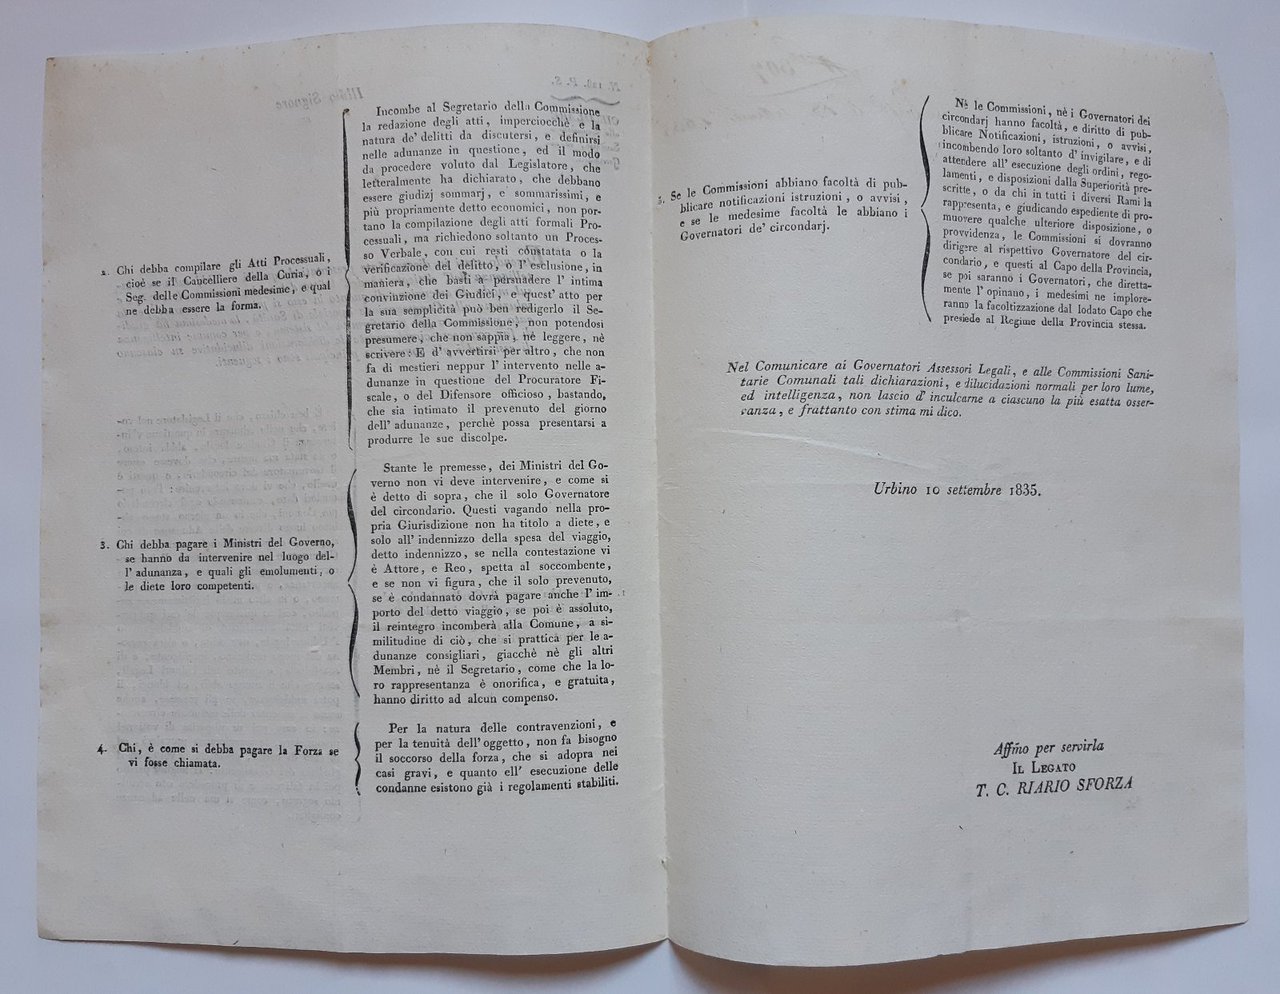 2. Chi debba compilare gli Atti Processuali,
cioè se il Cancelliere della Curia, o i
Seg. delle Commissioni medesime, e qual
ne debba essere la forma.
Incombe al Segretario della Commissione
la redazione degli atti, imperciocchè e la
natura de' delitti da discutersi, e definirsi
nelle adunanze in questione, ed il modo
da procedere voluto dal Legislatore, che
letteralmente ha dichiarato, che debbano
essere giudizj sommarj, e sommarissimi, e
più propriamente detto economici, non por-
tano la compilazione degli atti formali Pro-
cessuali, ma richiedono soltanto un Proces-
so Verbale, con cui resti constatata o la
verificazione del delitto, o l'esclusione, in
maniera, che basti a persuadere l' intima
convinzione dei Giudici, e quest' atto per
la sua semplicità può ben redigerlo il Se-
gretario della Commissione, non potendosi
presumere, che non sappia, nè leggere, nè
scrivere: E d' avvertirsi per altro, che non
fa di mestieri neppur l' intervento nelle a-
dunanze in questione del Procuratore Fi-
scale, o del Difensore officioso, bastando,
che sia intimato il prevenuto del giorno
dell' adunanze, perchè possa presentarsi a
produrre le sue discolpe.
3. Chi debba pagare i Ministri del Governo,
se hanno da intervenire nel luogo del-
l' adunanza, e quali gli emolumenti, o
le diete loro competenti.
Stante le premesse, dei Ministri del Go-
verno non vi deve intervenire, e come si
è detto di sopra, che il solo Governatore
del circondario. Questi vagando nella pro-
pria Giurisdizione non ha titolo a diete, e
solo all' indennizzo della spesa del viaggio,
detto indennizzo, se nella contestazione vi
è Attore, e Reo, spetta al soccombente,
e se non vi figura, che il solo prevenuto,
se è condannato dovrà pagare anche l' im-
porto del detto viaggio, se poi è assoluto,
il reintegro incomberà alla Comune, a si-
militudine di ciò, che si prattica per le a-
dunanze consigliari, giacchè nè gli altri
Membri, nè il Segretario, come che la lo-
ro rappresentanza è onorifica, e gratuita,
hanno diritto ad alcun compenso.
4. Chi, è come si debba pagare la Forza se
vi fosse chiamata.
Per la natura delle contravenzioni, e
per la tenuità dell' oggetto, non fa bisogno
il soccorso della forza, che si adopra nei
casi gravi, e quanto ell' esecuzione delle
condanne esistono già i regolamenti stabiliti.
5. Se le Commissioni abbiano facoltà di pub-
blicare notificazioni istruzioni, o avvisi,
e se le medesime facoltà le abbiano i
Governatori de' circondarj.
Nè le Commissioni, nè i Governatori dei
circondarj hanno facoltà, e diritto di pub-
blicare Notificazioni, istruzioni, o avvisi,
incombendo loro soltanto d' invigilare, e di
attendere all' esecuzione degli ordini, rego-
lamenti, e disposizioni dalla Superiorità pre-
scritte, o da chi in tutti i diversi Rami la
rappresenta, e giudicando espediente di pro-
muovere qualche ulteriore disposizione, o
provvidenza, le Commissioni si dovranno
dirigere al rispettivo Governatore del cir-
condario, e questi al Capo della Provincia,
se poi saranno i Governatori, che diretta-
mente l' opinano, i medesimi ne implore-
ranno la facoltizzazione dal lodato Capo che
presiede al Regime della Provincia stessa.
Nel Comunicare ai Governatori Assessori Legali, e alle Commissioni Sani-
tarie Comunali tali dichiarazioni, e dilucidazioni normali per loro lume,
ed intelligenza, non lascio d' inculcarne a ciascuno la più esatta osser-
vanza, e frattanto con stima mi dico.
Urbino 10 settembre 1835.
Affmo per servirla
IL LEGATO
T. C. RIARIO SFORZA